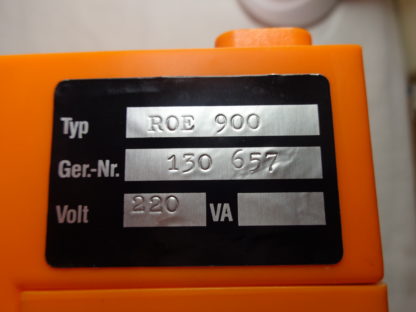 Typ ROE 900
Ger.-Nr. 130 657
Volt 220 VA